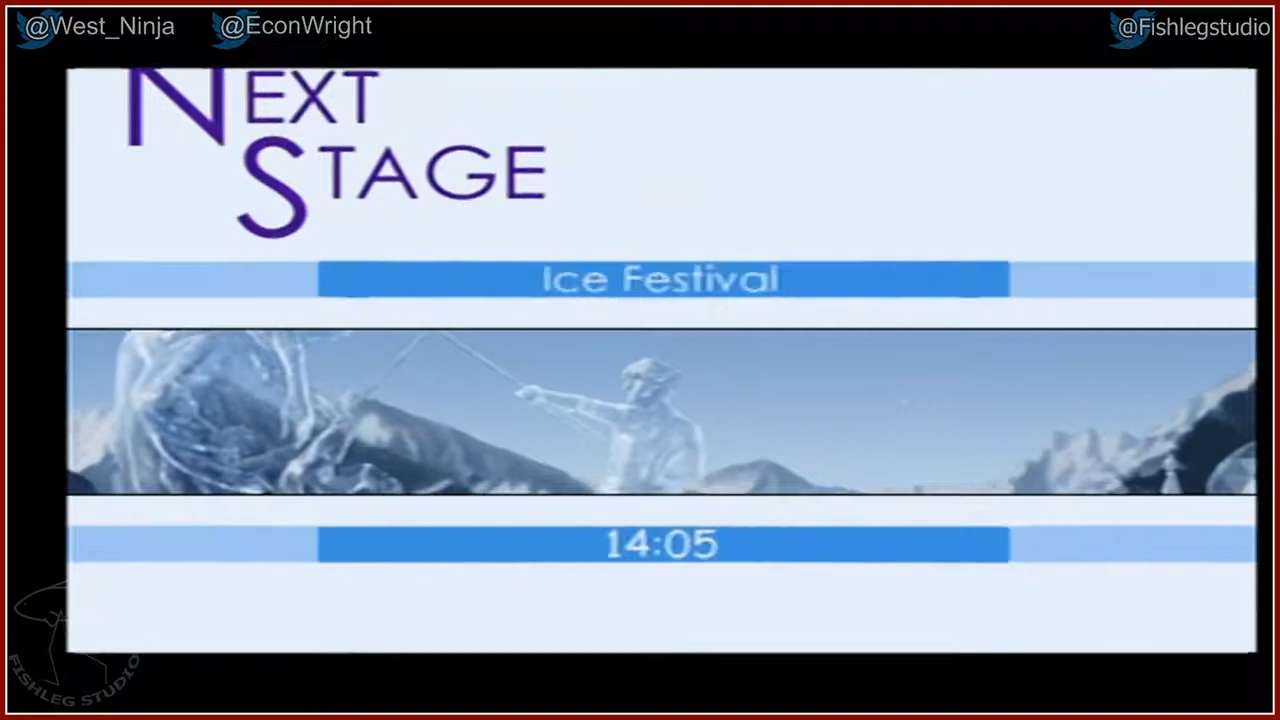 @West_Ninja @EconWright @Fishlegstudio
NEXT
STAGE
Ice Festival
14:05
FISHLEG STUDIO